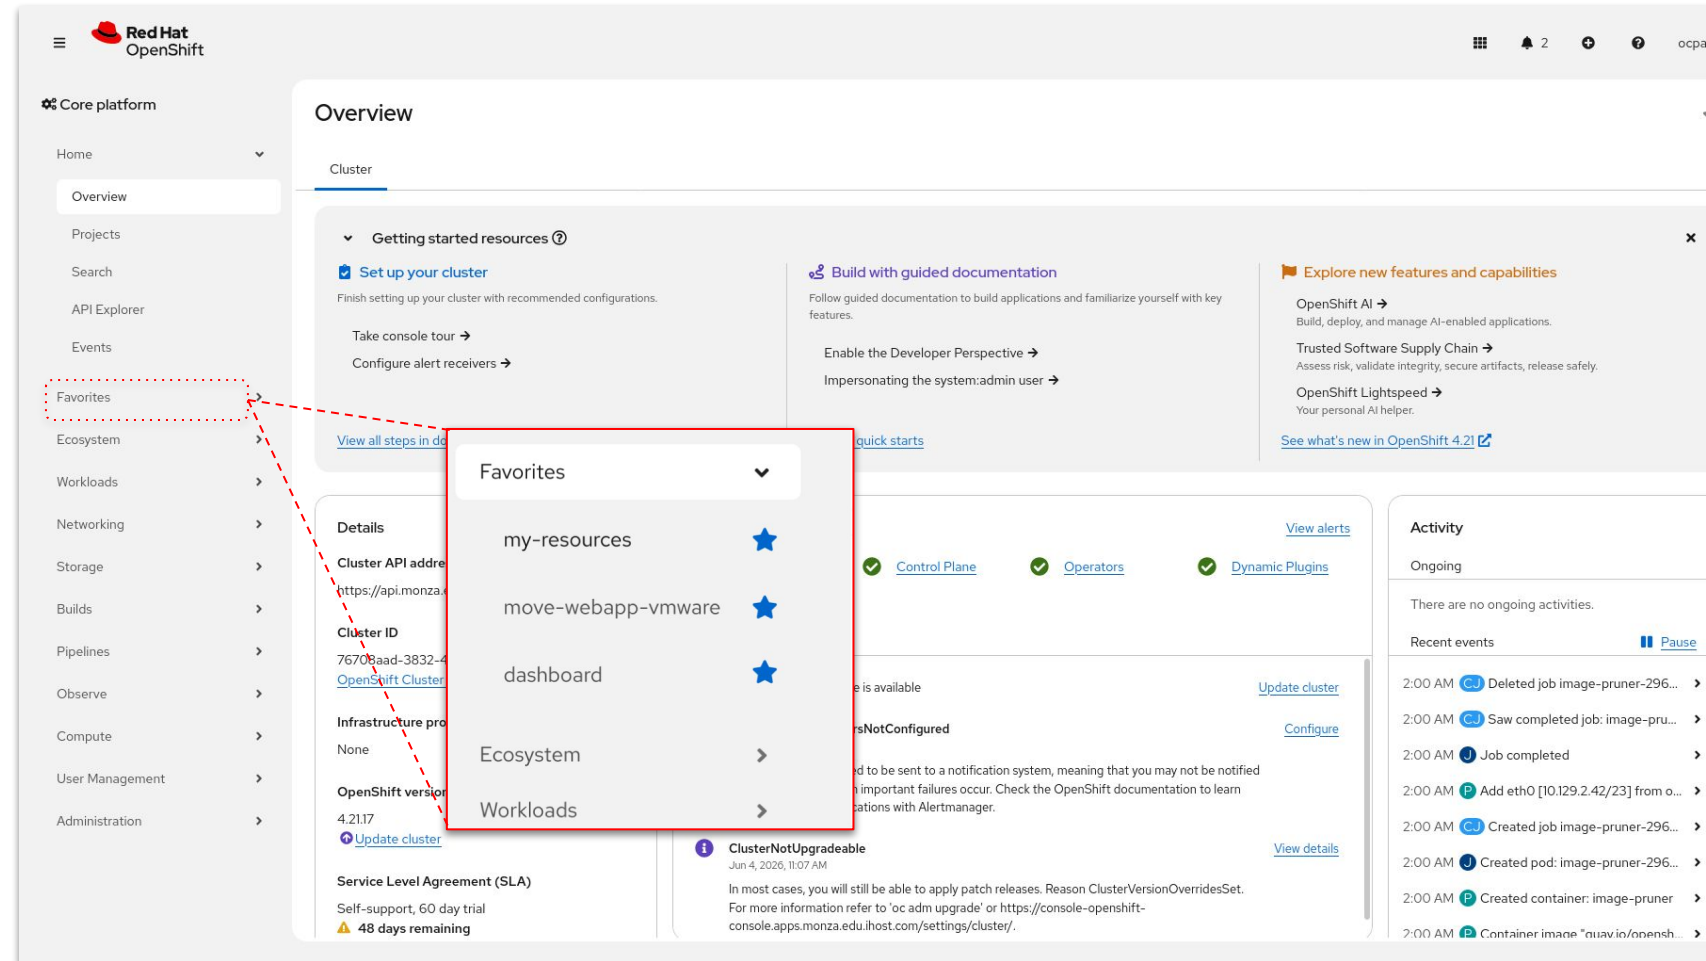 Red Hat
OpenShift
2
ocpa
Core platform
Home
Overview
Projects
Search
API Explorer
Events
Favorites
Ecosystem
Workloads
Networking
Storage
Builds
Pipelines
Observe
Compute
User Management
Administration
Overview
Cluster
Getting started resources
Set up your cluster
Finish setting up your cluster with recommended configurations.
Take console tour
Configure alert receivers
View all steps in do
Build with guided documentation
Follow guided documentation to build applications and familiarize yourself with key
features.
Enable the Developer Perspective
Impersonating the system:admin user
quick starts
Explore new features and capabilities
OpenShift AI
Build, deploy, and manage AI-enabled applications.
Trusted Software Supply Chain
Assess risk, validate integrity, secure artifacts, release safely.
OpenShift Lightspeed
Your personal AI helper.
See what's new in OpenShift 4.21
Favorites
my-resources
move-webapp-vmware
dashboard
Ecosystem
Workloads
Details
Cluster API addre
https://api.monza.
Cluster ID
76708aad-3832-4
OpenShift Cluster
Infrastructure pro
None
OpenShift version
4.21.17
Update cluster
Service Level Agreement (SLA)
Self-support, 60 day trial
48 days remaining
View alerts
Control Plane
Operators
Dynamic Plugins
e is available
Update cluster
rsNotConfigured
Configure
ed to be sent to a notification system, meaning that you may not be notified
n important failures occur. Check the OpenShift documentation to learn
cations with Alertmanager.
ClusterNotUpgradeable
View details
Jun 4, 2026, 11:07 AM
In most cases, you will still be able to apply patch releases. Reason ClusterVersionOverridesSet.
For more information refer to 'oc adm upgrade' or https://console-openshift-
console.apps.monza.edu.ihost.com/settings/cluster/.
Activity
Ongoing
There are no ongoing activities.
Recent events
Pause
2:00 AM CJ Deleted job image-pruner-296...
2:00 AM CJ Saw completed job: image-pru...
2:00 AM J Job completed
2:00 AM P Add eth0 [10.129.2.42/23] from o...
2:00 AM CJ Created job image-pruner-296...
2:00 AM J Created pod: image-pruner-296...
2:00 AM P Created container: image-pruner
2:00 AM P Container image "quay.io/opensh...